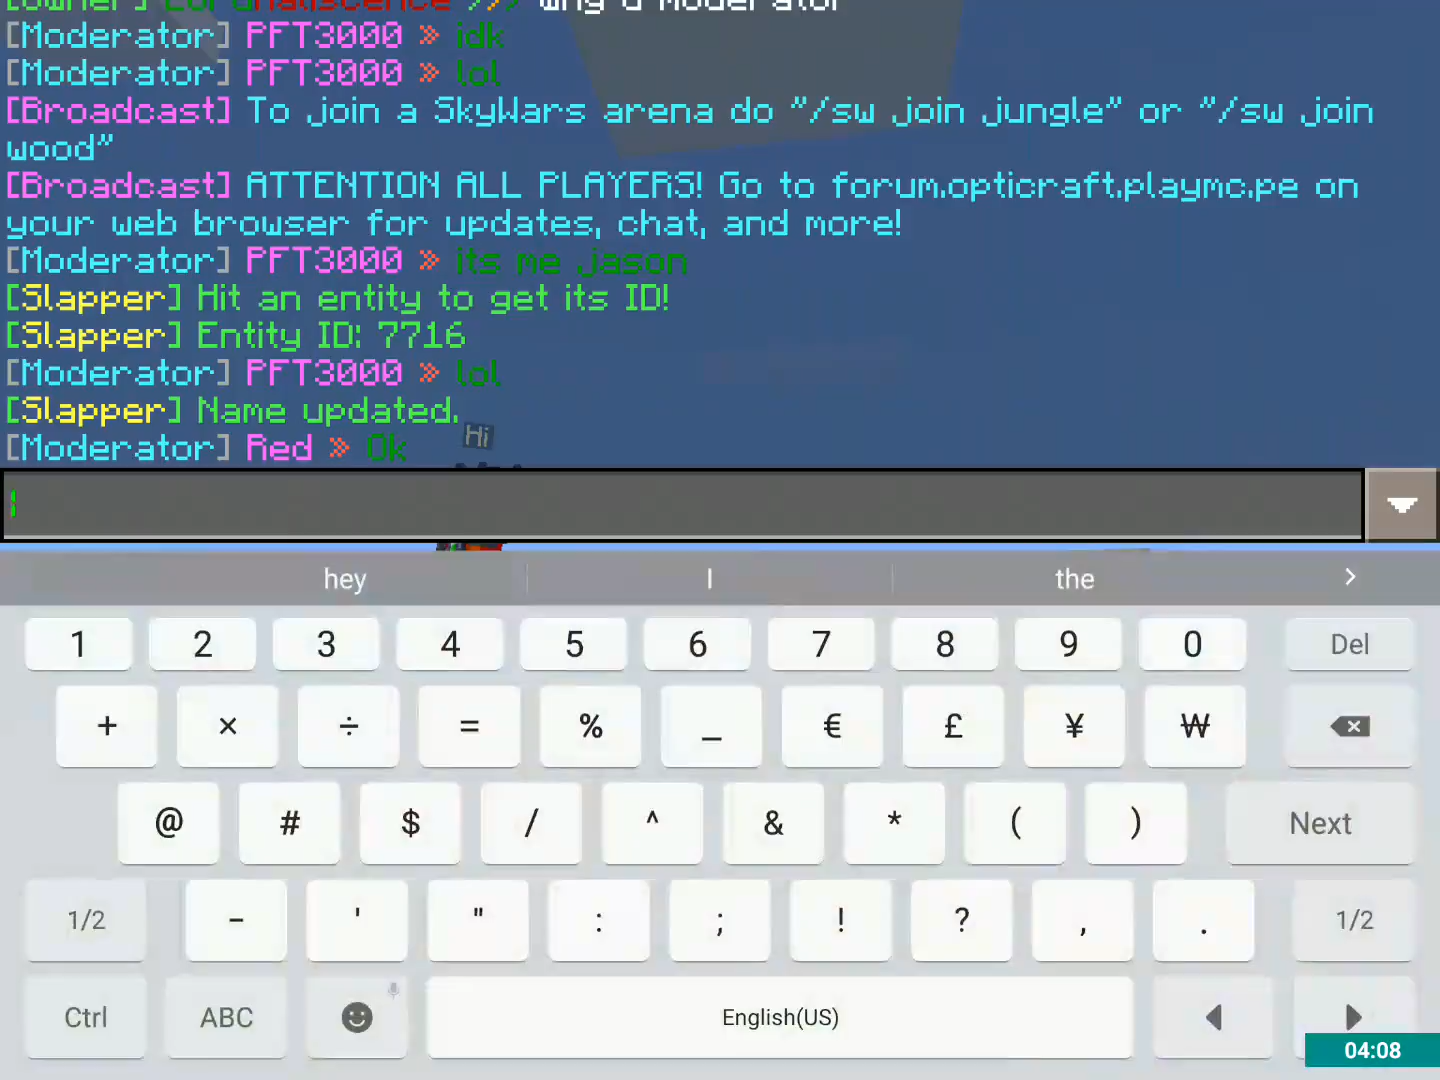 why a Moderator
[Moderator] PFT3000 » idk
[Moderator] PFT3000 » lol
[Broadcast] To join a SkyWars arena do "/sw join jungle" or "/sw join
wood"
[Broadcast] ATTENTION ALL PLAYERS! Go to forum.opticraft.playmc.pe on
your web browser for updates, chat, and more!
[Moderator] PFT3000 » its me jason
[Slapper] Hit an entity to get its ID!
[Slapper] Entity ID: 7716
[Moderator] PFT3000 » lol
[Slapper] Name updated.
Hi
[Moderator] Red » Ok
hey I the >
1 2 3 4 5 6 7 8 9 0 Del
+ × ÷ = % _ € £ ¥ ₩
@ # $ / ^ & * ( ) Next
1/2 - ' " : ; ! ? , . 1/2
Ctrl ABC English(US)
04:08